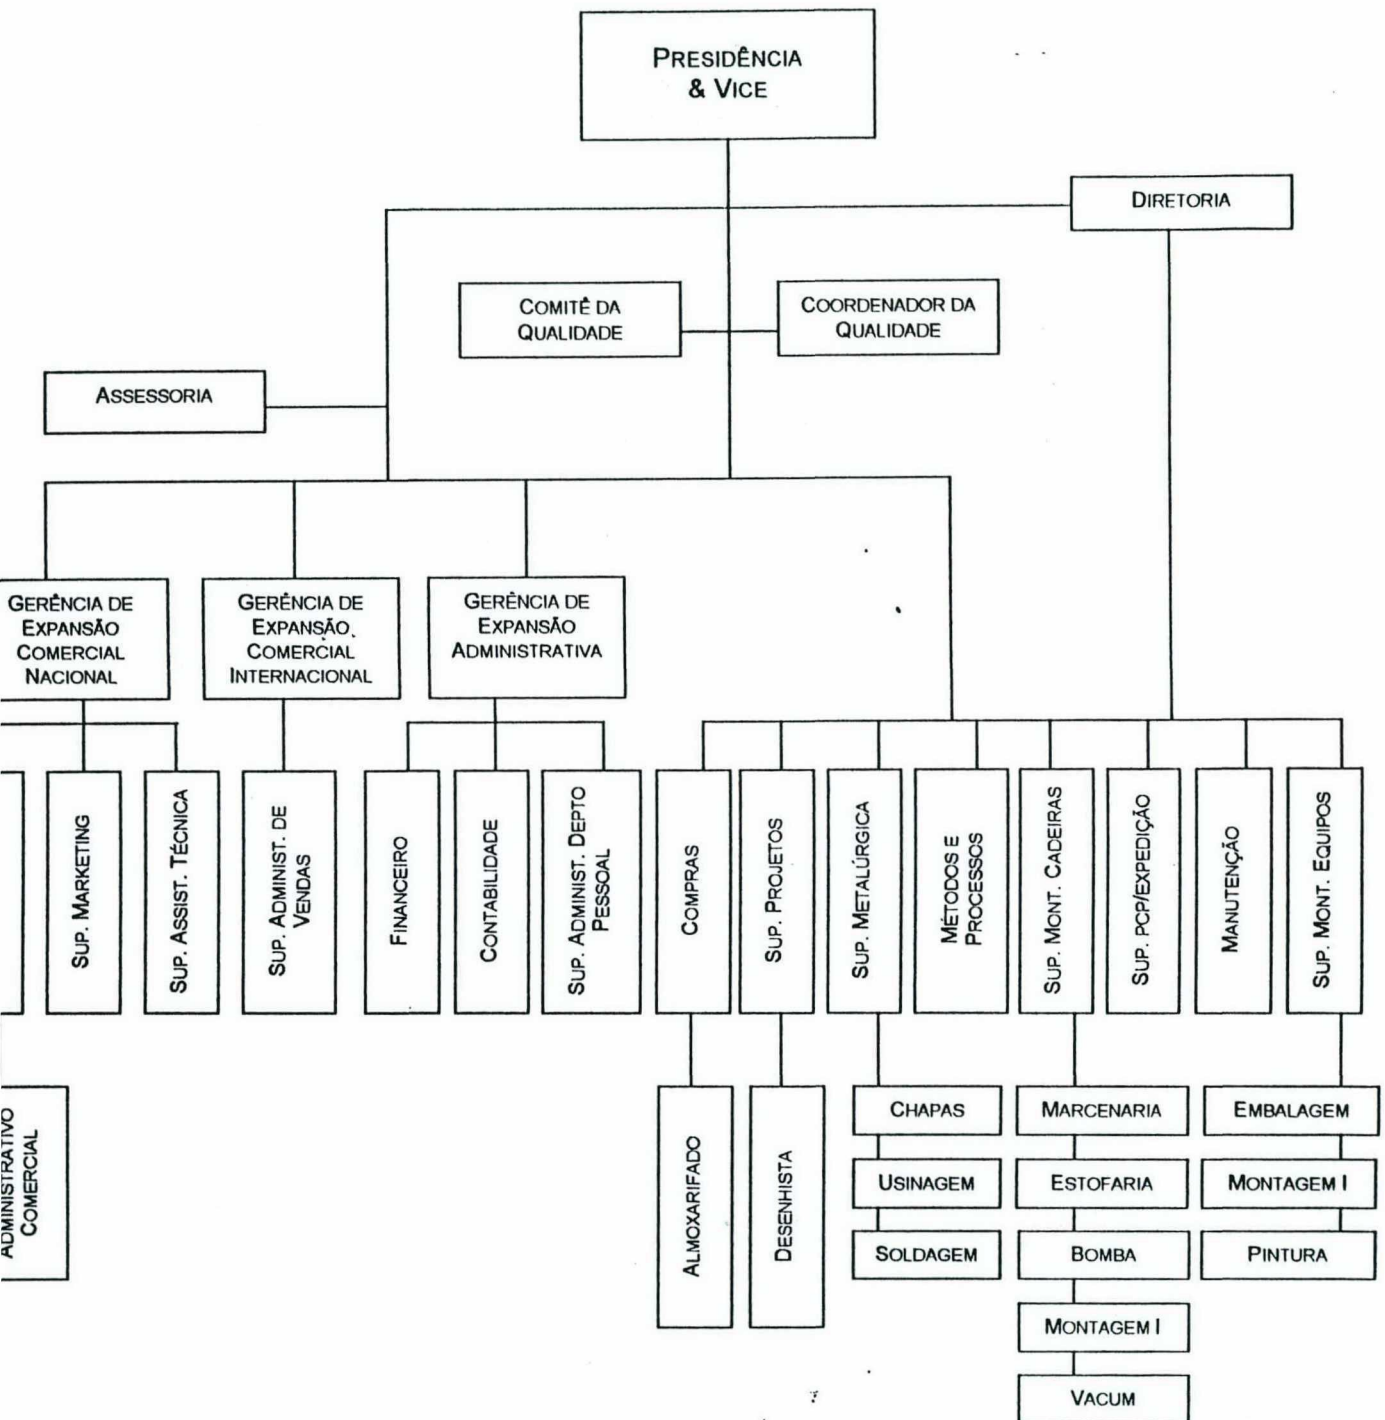 PRESIDÊNCIA
& VICE
DIRETORIA
COMITÊ DA
QUALIDADE
COORDENADOR DA
QUALIDADE
ASSESSORIA
GERÊNCIA DE
EXPANSÃO
COMERCIAL
NACIONAL
GERÊNCIA DE
EXPANSÃO
COMERCIAL
INTERNACIONAL
GERÊNCIA DE
EXPANSÃO
ADMINISTRATIVA
SUP. MARKETING
SUP. ASSIST. TÉCNICA
SUP. ADMINIST. DE
VENDAS
FINANCEIRO
CONTABILIDADE
SUP. ADMINIST. DEPTO
PESSOAL
COMPRAS
SUP. PROJETOS
SUP. METALÚRGICA
MÉTODOS E
PROCESSOS
SUP. MONT. CADEIRAS
SUP. PCP/EXPEDIÇÃO
MANUTENÇÃO
SUP. MONT. EQUIPOS
ADMINISTRATIVO
COMERCIAL
ALMOXARIFADO
DESENHISTA
CHAPAS
USINAGEM
SOLDAGEM
MARCENARIA
ESTOFARIA
BOMBA
MONTAGEM I
VACUM
EMBALAGEM
MONTAGEM I
PINTURA